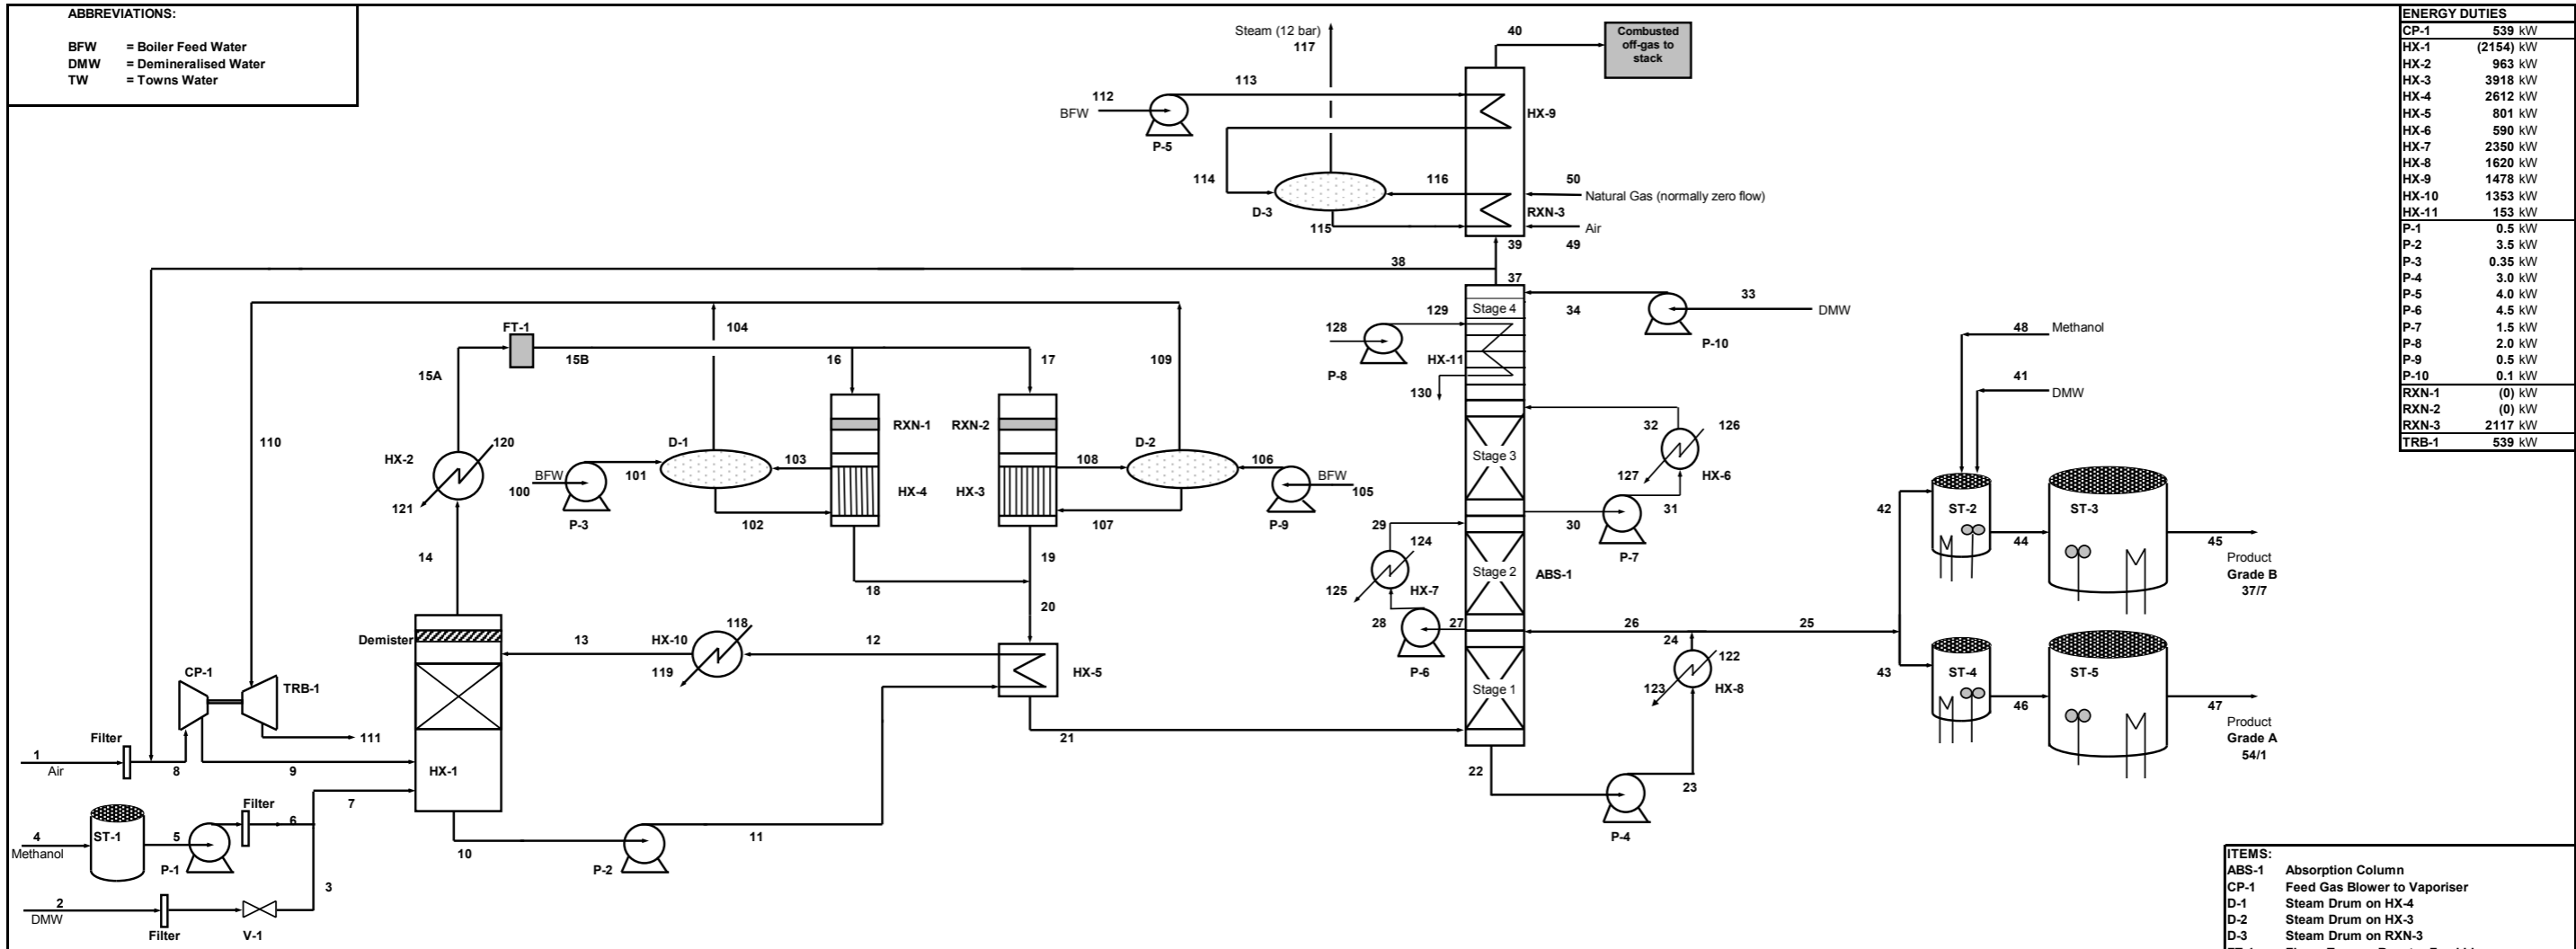 ABBREVIATIONS:
BFW = Boiler Feed Water
DMW = Demineralised Water
TW = Towns Water
Steam (12 bar)
117
40
Combusted
off-gas to
stack
113
112
BFW
P-5
HX-9
114
116
50
Natural Gas (normally zero flow)
D-3
RXN-3
115
Air
39
49
38
37
ENERGY DUTIES
CP-1 539 kW
HX-1 (2154) kW
HX-2 963 kW
HX-3 3918 kW
HX-4 2612 kW
HX-5 801 kW
HX-6 590 kW
HX-7 2350 kW
HX-8 1620 kW
HX-9 1478 kW
HX-10 1353 kW
HX-11 153 kW
P-1 0.5 kW
P-2 3.5 kW
P-3 0.35 kW
P-4 3.0 kW
P-5 4.0 kW
P-6 4.5 kW
P-7 1.5 kW
P-8 2.0 kW
P-9 0.5 kW
P-10 0.1 kW
RXN-1 (0) kW
RXN-2 (0) kW
RXN-3 2117 kW
TRB-1 539 kW
FT-1
104
15A
15B
16
17
109
110
HX-2
120
121
D-1
RXN-1
RXN-2
D-2
BFW
100
101
103
108
106
BFW
105
P-3
HX-4
HX-3
P-9
102
107
14
18
19
20
Demister
13
HX-10
118
12
119
HX-5
CP-1
TRB-1
111
Filter
1
Air
8
9
HX-1
21
7
Filter
4
Methanol
ST-1
5
P-1
6
10
P-2
11
3
2
DMW
Filter
V-1
Stage 4
34
33
DMW
P-10
128
129
P-8
HX-11
130
32
126
Stage 3
127
HX-6
29
124
30
31
P-7
Stage 2
ABS-1
125
HX-7
28
27
P-6
26
24
25
122
Stage 1
123
HX-8
22
23
P-4
48
Methanol
41
DMW
42
ST-2
ST-3
44
45
Product
Grade B
37/7
43
ST-4
ST-5
46
47
Product
Grade A
54/1
ITEMS:
ABS-1 Absorption Column
CP-1 Feed Gas Blower to Vaporiser
D-1 Steam Drum on HX-4
D-2 Steam Drum on HX-3
D-3 Steam Drum on RXN-3